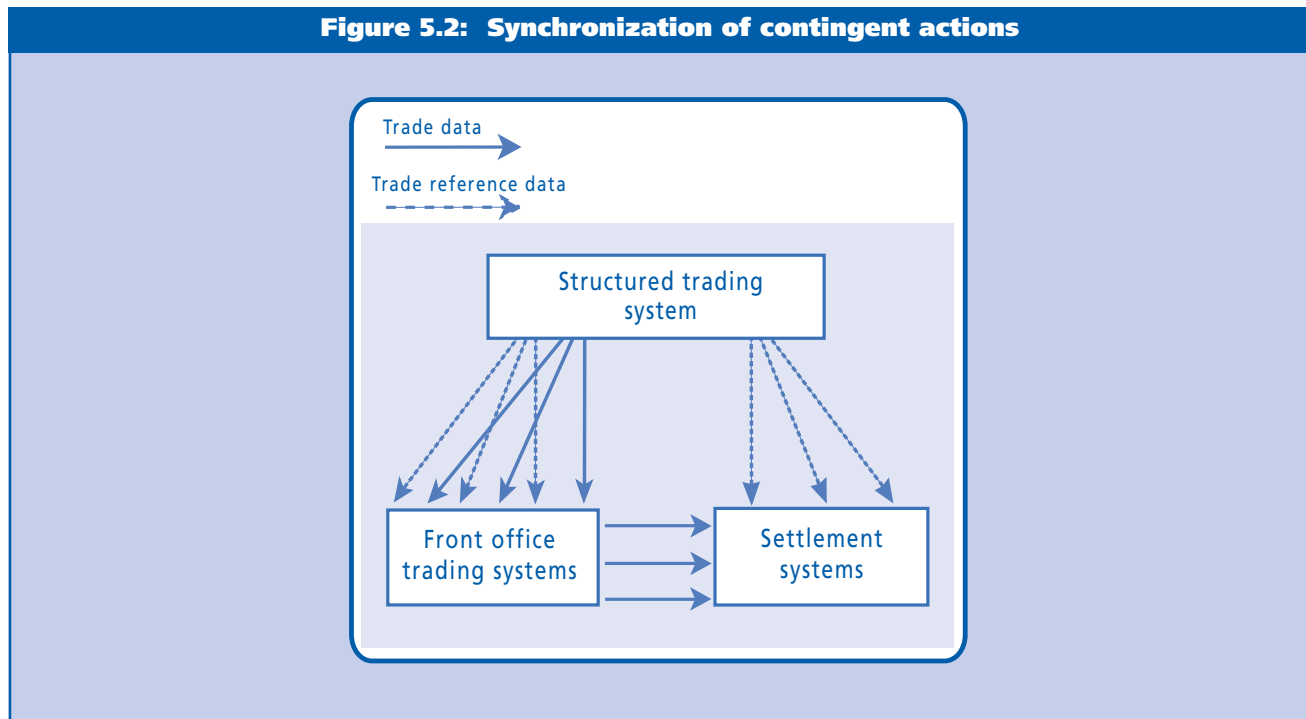 Figure 5.2: Synchronization of contingent actions
Trade data
Trade reference data
Structured trading
system
Front office
trading systems
Settlement
systems